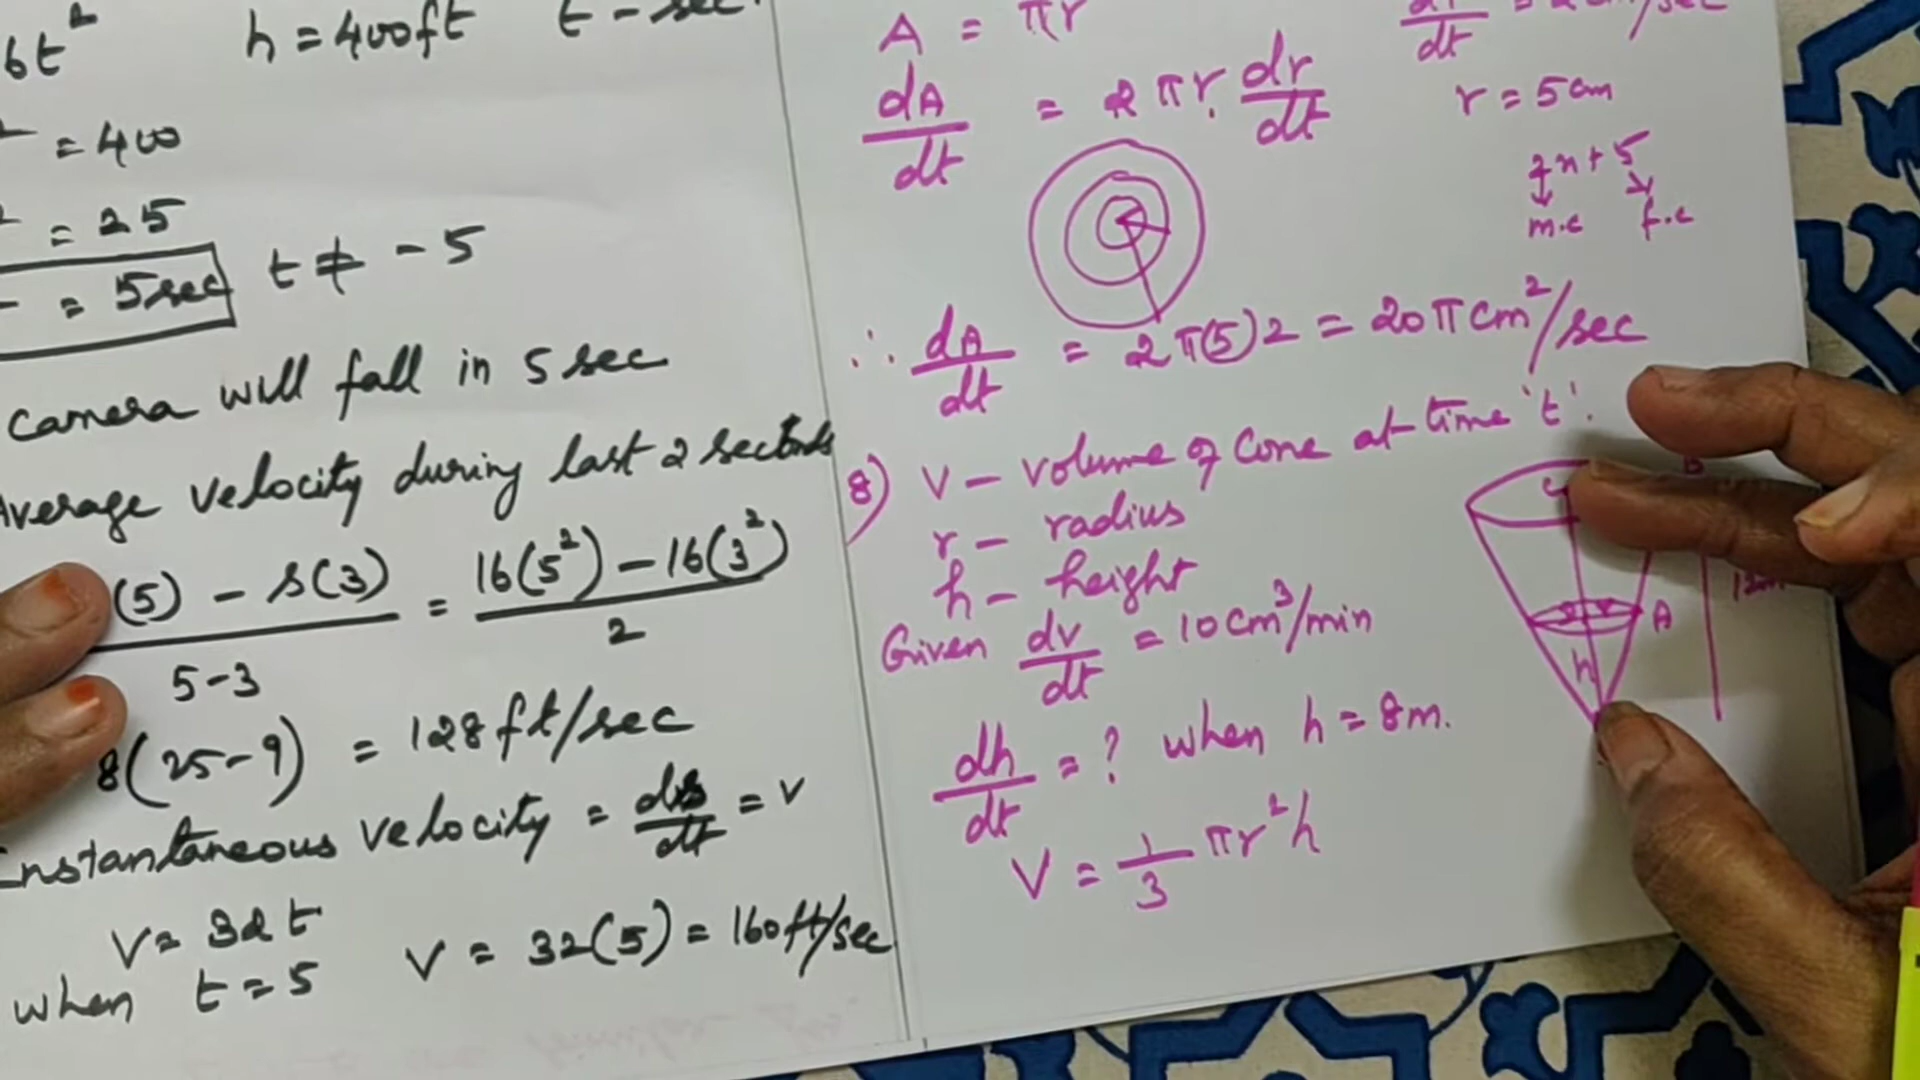 6t² h = 400ft t - sec.
= 400
= 25
= 5sec t ≠ - 5
camera will fall in 5 sec
Average velocity during last 2 seconds
(5) - s(3) / 5-3 = 16(5²) - 16(3²) / 2
8(25-9) = 128 ft/sec
Instantaneous velocity = ds/dt = v
V = 32t
when t = 5 V = 32(5) = 160ft/sec
A = πr
dA/dt = 2πr. dr/dt r = 5cm
m.c f.c
∴ dA/dt = 2π(5)2 = 20π cm²/sec
8) V - volume of cone at time 't'.
r - radius
h - height
Given dv/dt = 10cm³/min
dh/dt = ? when h = 8m.
V = 1/3 πr²h
A
h